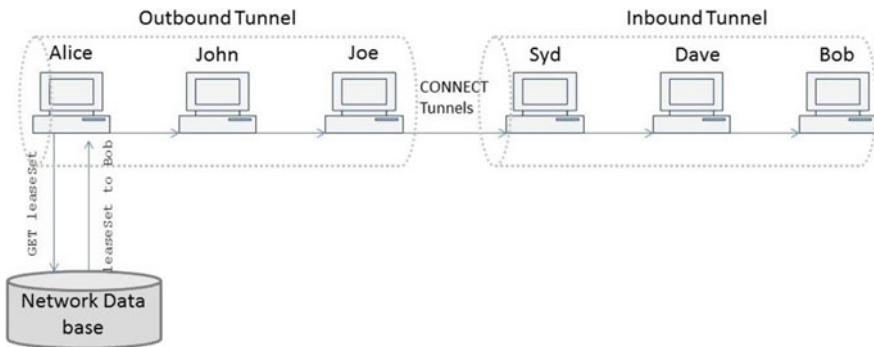 Outbound Tunnel
Inbound Tunnel
Alice
John
Joe
Syd
Dave
Bob
CONNECT
Tunnels
GET leaseSet
leaseSet to Bob
Network Data
base